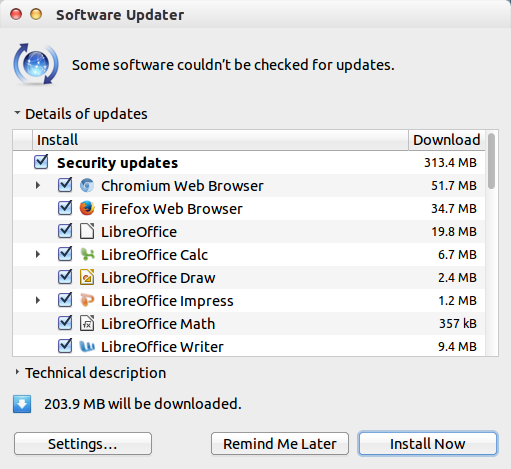 Software Updater
Some software couldn't be checked for updates.
Details of updates
Install Download
Security updates 313.4 MB
Chromium Web Browser 51.7 MB
Firefox Web Browser 34.7 MB
LibreOffice 19.8 MB
LibreOffice Calc 6.7 MB
LibreOffice Draw 2.4 MB
LibreOffice Impress 1.2 MB
LibreOffice Math 357 kB
LibreOffice Writer 9.4 MB
Technical description
203.9 MB will be downloaded.
Settings... Remind Me Later Install Now